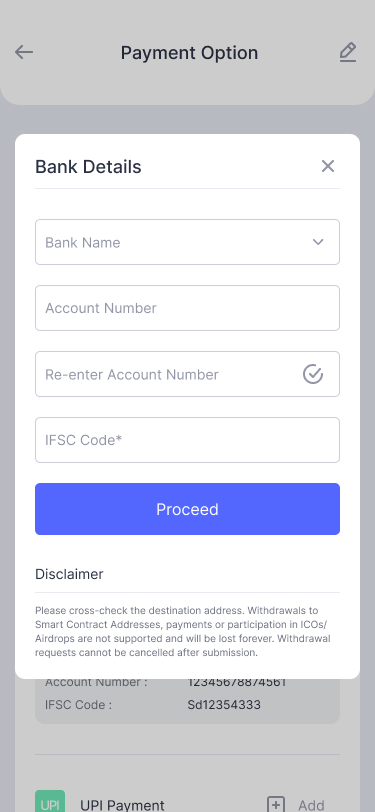 Payment Option
Bank Details
Bank Name
Account Number
Re-enter Account Number
IFSC Code*
Proceed
Disclaimer
Please cross-check the destination address. Withdrawals to
Smart Contract Addresses, payments or participation in ICOs/
Airdrops are not supported and will be lost forever. Withdrawal
requests cannot be cancelled after submission.
Account Number : 12345678874561
IFSC Code : Sd12354333
UPI UPI Payment Add